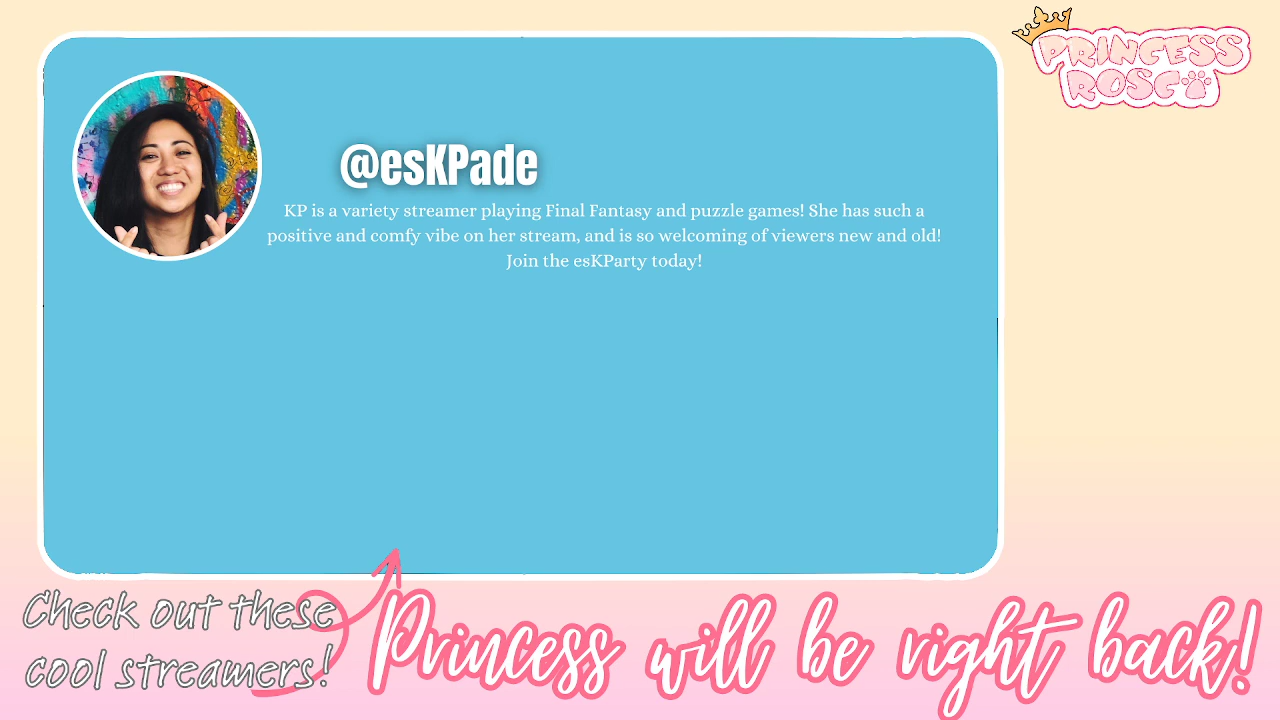 PRINCESS
ROSE
@esKPade
KP is a variety streamer playing Final Fantasy and puzzle games! She has such a
positive and comfy vibe on her stream, and is so welcoming of viewers new and old!
Join the esKParty today!
Check out these
cool streamers!
Princess will be right back!